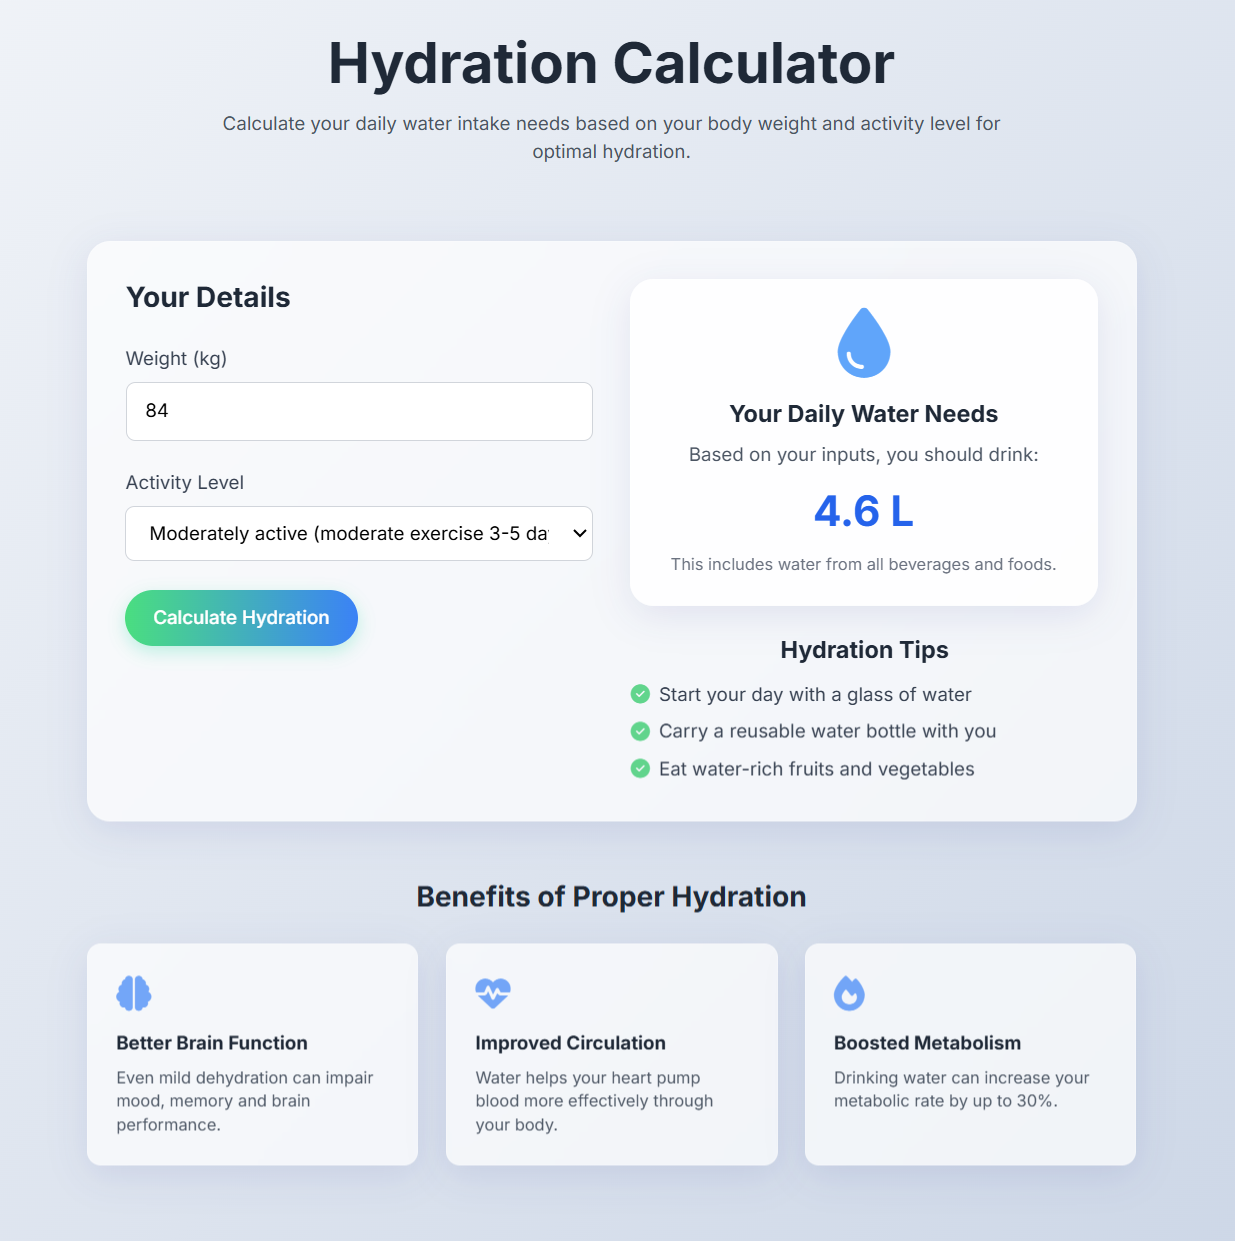 Hydration Calculator
Calculate your daily water intake needs based on your body weight and activity level for
optimal hydration.
Your Details
Weight (kg)
84
Activity Level
Moderately active (moderate exercise 3-5 da
Calculate Hydration
Your Daily Water Needs
Based on your inputs, you should drink:
4.6 L
This includes water from all beverages and foods.
Hydration Tips
Start your day with a glass of water
Carry a reusable water bottle with you
Eat water-rich fruits and vegetables
Benefits of Proper Hydration
Better Brain Function
Even mild dehydration can impair
mood, memory and brain
performance.
Improved Circulation
Water helps your heart pump
blood more effectively through
your body.
Boosted Metabolism
Drinking water can increase your
metabolic rate by up to 30%.